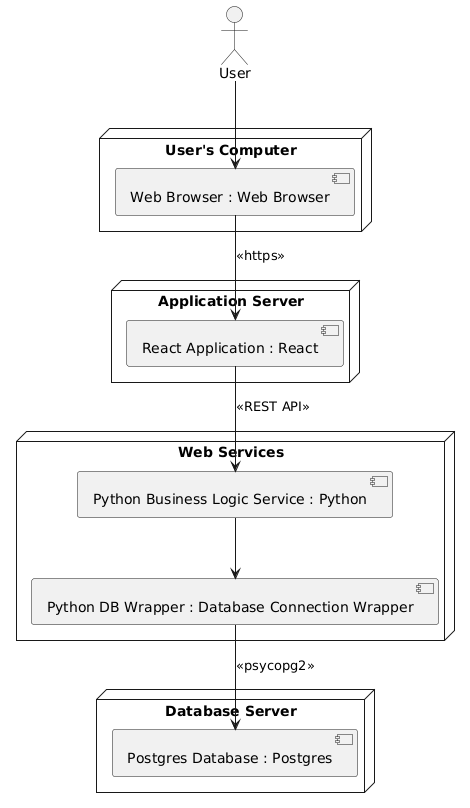 User
User's Computer
Web Browser : Web Browser
«https»
Application Server
React Application : React
«REST API»
Web Services
Python Business Logic Service : Python
Python DB Wrapper : Database Connection Wrapper
«psycopg2»
Database Server
Postgres Database : Postgres